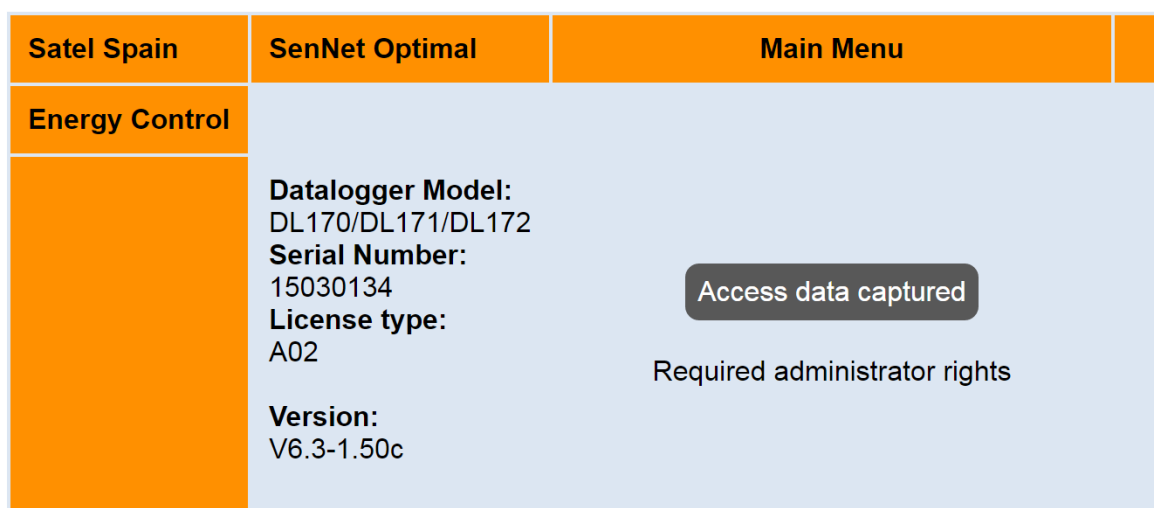 Satel Spain
SenNet Optimal
Main Menu
Energy Control
Datalogger Model:
DL170/DL171/DL172
Serial Number:
15030134
License type:
A02
Version:
V6.3-1.50c
Access data captured
Required administrator rights